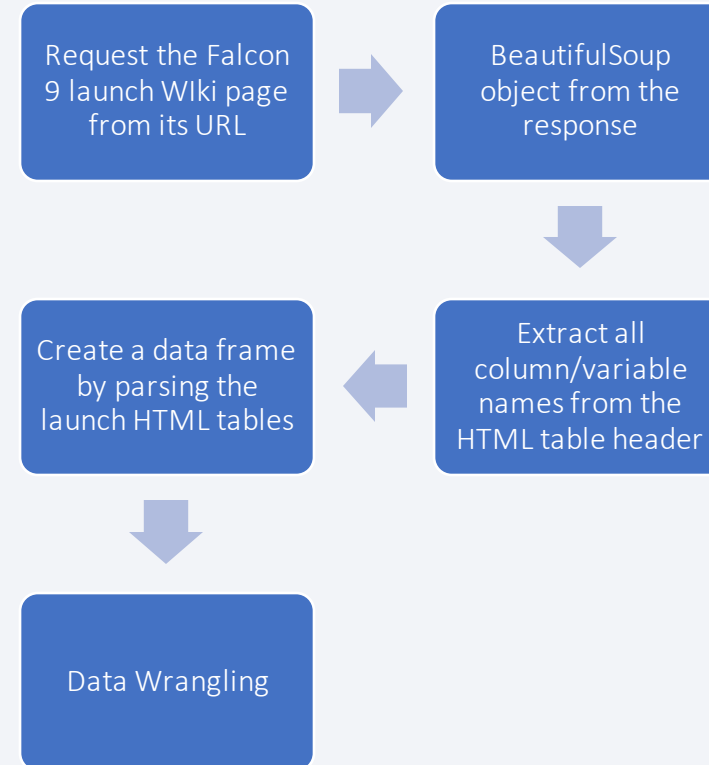 Request the Falcon
9 launch WIki page
from its URL
BeautifulSoup
object from the
response
Extract all
column/variable
names from the
HTML table header
Create a data frame
by parsing the
launch HTML tables
Data Wrangling